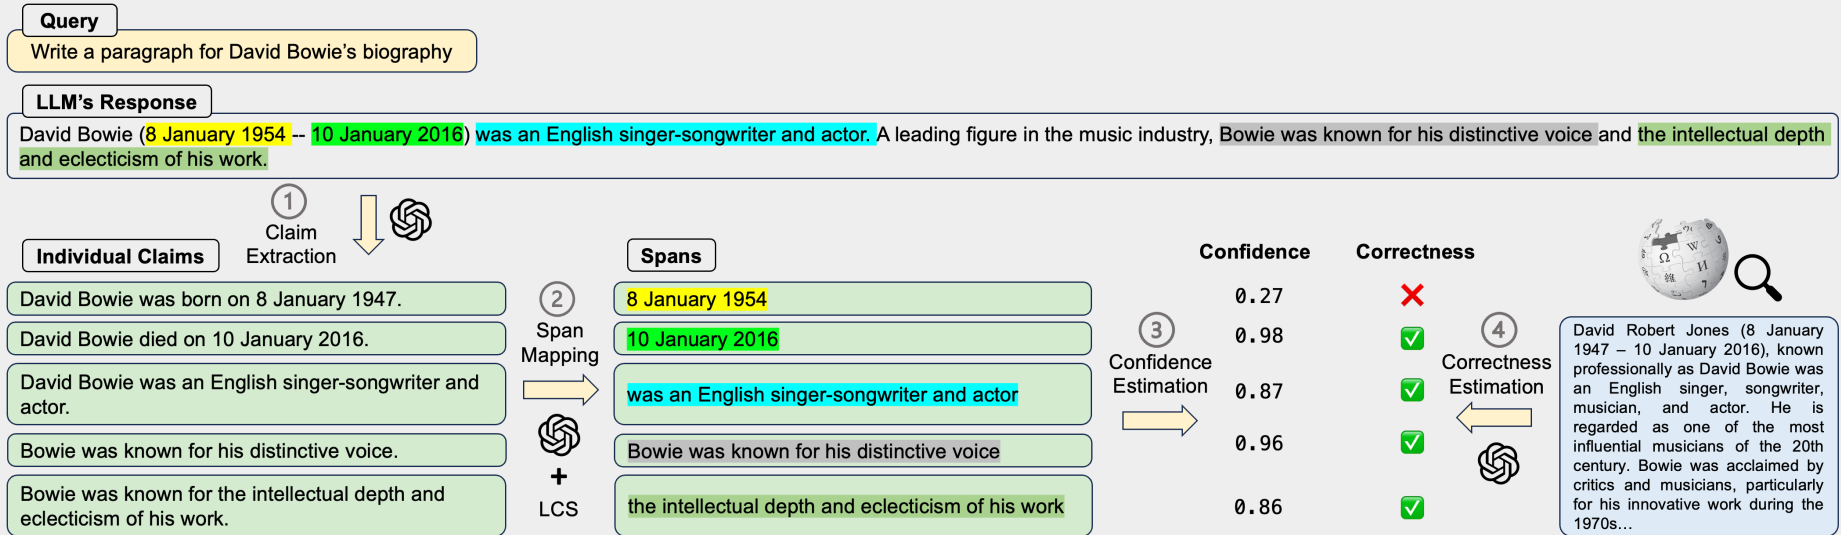 Query
Write a paragraph for David Bowie's biography
LLM's Response
David Bowie (8 January 1954 -- 10 January 2016) was an English singer-songwriter and actor. A leading figure in the music industry, Bowie was known for his distinctive voice and the intellectual depth
and eclecticism of his work.
1
Claim
Extraction
Individual Claims
David Bowie was born on 8 January 1947.
David Bowie died on 10 January 2016.
David Bowie was an English singer-songwriter and
actor.
Bowie was known for his distinctive voice.
Bowie was known for the intellectual depth and
eclecticism of his work.
2
Span
Mapping
+
LCS
Spans
8 January 1954
10 January 2016
was an English singer-songwriter and actor
Bowie was known for his distinctive voice
the intellectual depth and eclecticism of his work
3
Confidence
Estimation
Confidence
0.27
0.98
0.87
0.96
0.86
Correctness
4
Correctness
Estimation
Ω
W
И
David Robert Jones (8 January
1947 – 10 January 2016), known
professionally as David Bowie was
an English singer, songwriter,
musician, and actor. He is
regarded as one of the most
influential musicians of the 20th
century. Bowie was acclaimed by
critics and musicians, particularly
for his innovative work during the
1970s...